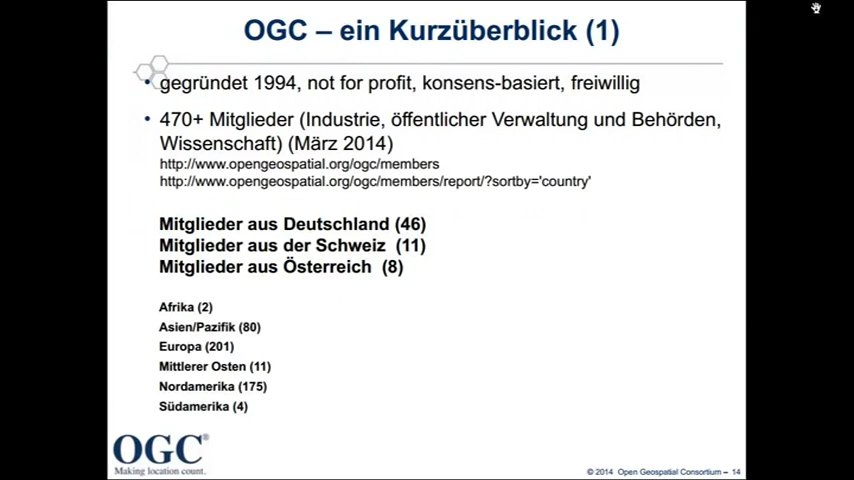 OGC – ein Kurzüberblick (1)
• gegründet 1994, not for profit, konsens-basiert, freiwillig
• 470+ Mitglieder (Industrie, öffentlicher Verwaltung und Behörden,
Wissenschaft) (März 2014)
http://www.opengeospatial.org/ogc/members
http://www.opengeospatial.org/ogc/members/report/?sortby='country'
Mitglieder aus Deutschland (46)
Mitglieder aus der Schweiz (11)
Mitglieder aus Österreich (8)
Afrika (2)
Asien/Pazifik (80)
Europa (201)
Mittlerer Osten (11)
Nordamerika (175)
Südamerika (4)
OGC®
Making location count.
© 2014 Open Geospatial Consortium – 14